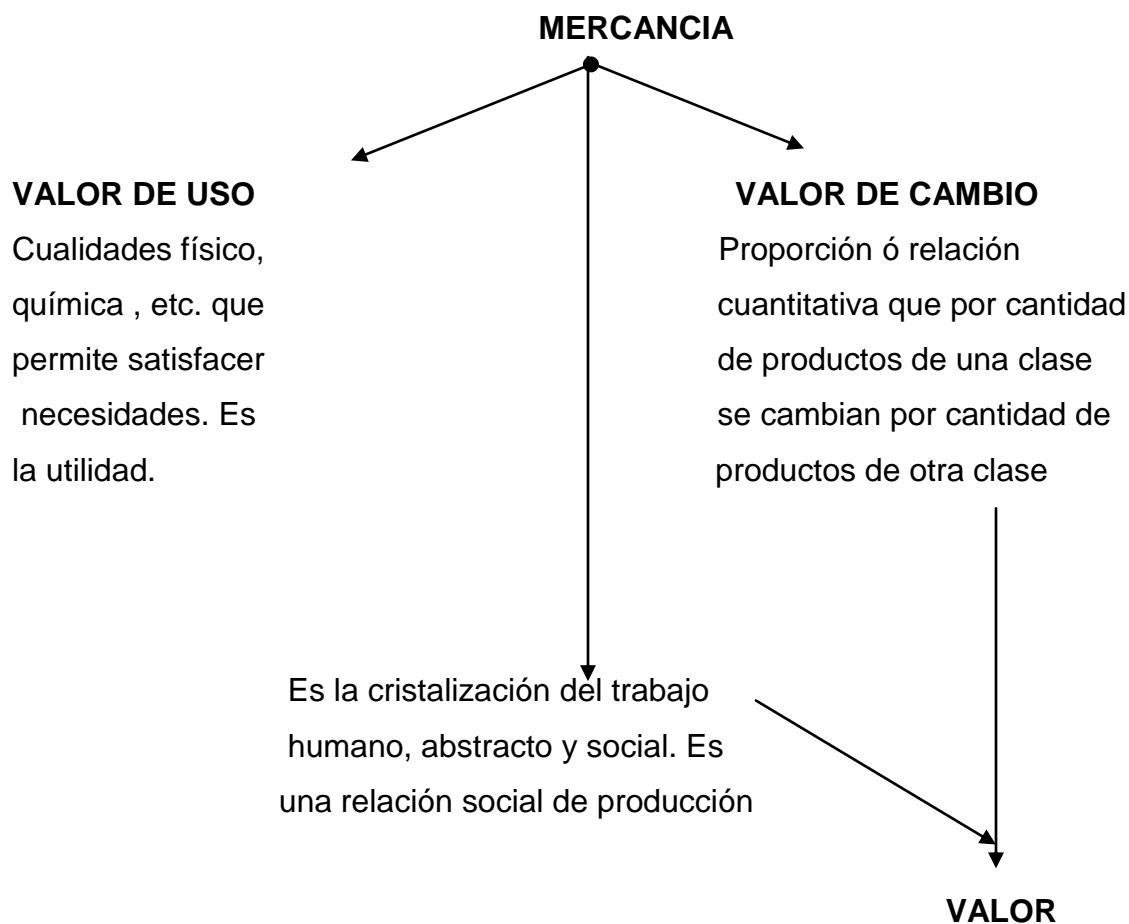 MERCANCIA
VALOR DE USO
Cualidades físico,
química , etc. que
permite satisfacer
necesidades. Es
la utilidad.
VALOR DE CAMBIO
Proporción ó relación
cuantitativa que por cantidad
de productos de una clase
se cambian por cantidad de
productos de otra clase
Es la cristalización del trabajo
humano, abstracto y social. Es
una relación social de producción
VALOR